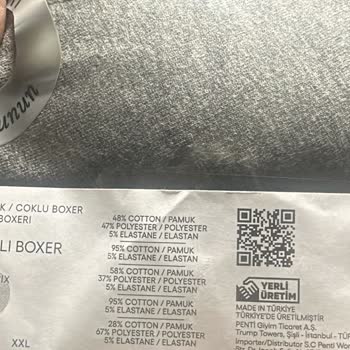 K / COKLU BOXER
BOXERI
LI BOXER
IX
XXL
48% COTTON / PAMUK
47% POLYESTER / POLYESTER
5% ELASTANE / ELASTAN
95% COTTON / PAMUK
5% ELASTANE / ELASTAN
58% COTTON / PAMUK
37% POLYESTER / POLYESTER
5% ELASTANE / ELASTAN
95% COTTON / PAMUK
5% ELASTANE / ELASTAN
28% COTTON / PAMUK
67% POLYESTER / POLYESTER
5% ELASTANE / ELASTAN
YERLİ
ÜRETİM
MADE IN TÜRKİYE
TÜRKİYE'DE ÜRETİLMİŞTİR
PENTİ Giyim Ticaret A.Ş.
Trump Towers, Şişli - İstanbul - TÜ
Importer/Distributor S.C Penti Wo